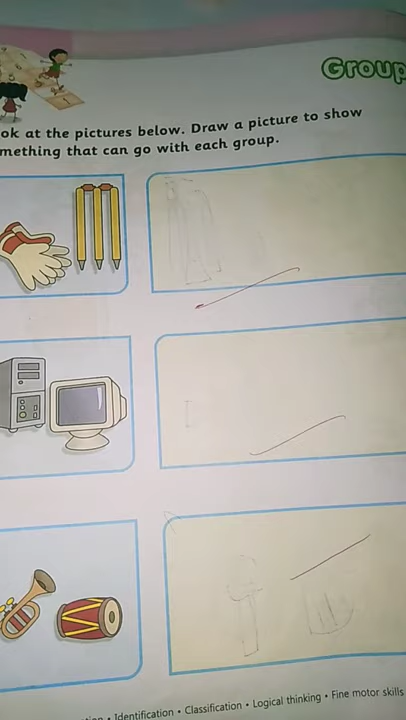 Group
ok at the pictures below. Draw a picture to show
mething that can go with each group.
tion • Identification • Classification • Logical thinking • Fine motor skills